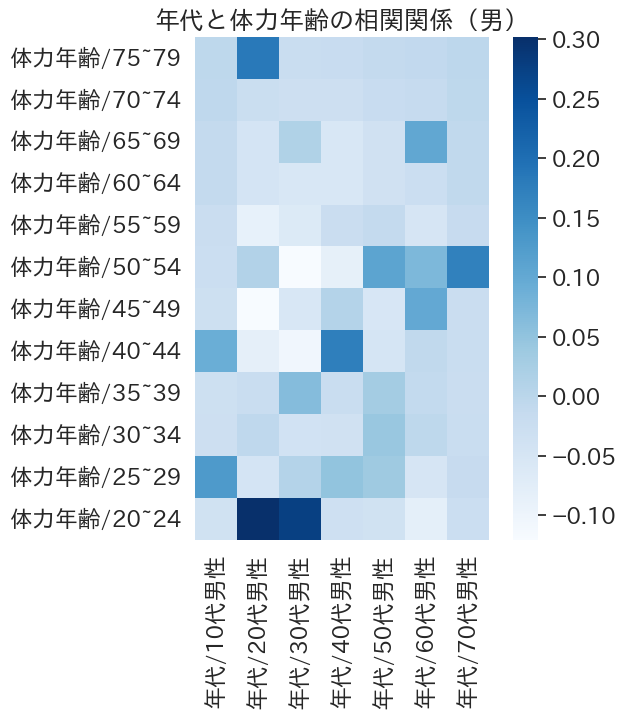 年代と体力年齢の相関関係（男）
体力年齢/75~79
体力年齢/70~74
体力年齢/65~69
体力年齢/60~64
体力年齢/55~59
体力年齢/50~54
体力年齢/45~49
体力年齢/40~44
体力年齢/35~39
体力年齢/30~34
体力年齢/25~29
体力年齢/20~24
0.30
0.25
0.20
0.15
0.10
0.05
0.00
−0.05
−0.10
年代/10代男性
年代/20代男性
年代/30代男性
年代/40代男性
年代/50代男性
年代/60代男性
年代/70代男性